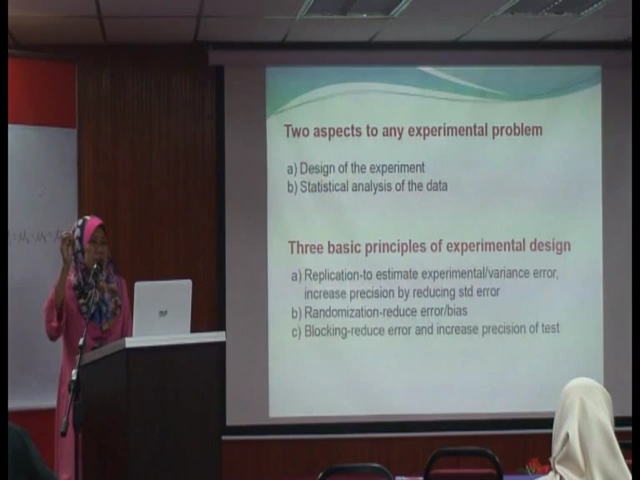 Two aspects to any experimental problem
a) Design of the experiment
b) Statistical analysis of the data
Three basic principles of experimental design
a) Replication-to estimate experimental/variance error,
increase precision by reducing std error
b) Randomization-reduce error/bias
c) Blocking-reduce error and increase precision of test